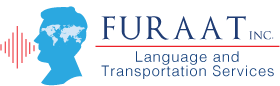 FURAAT INC.
Language and
Transportation Services